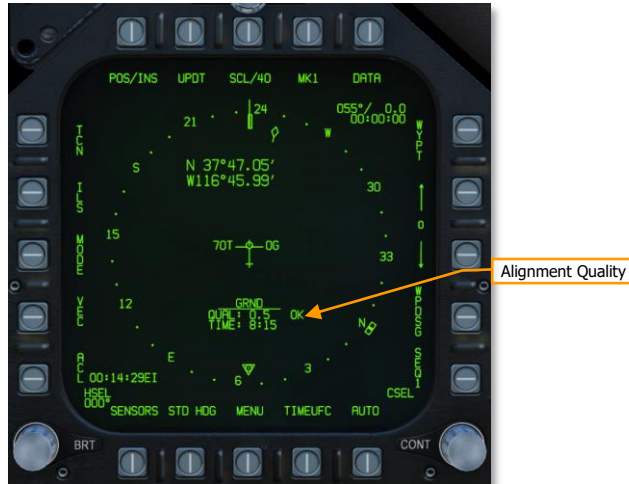 POS/INS UPDT SCL/40 MK1 DATA
055°/ 0.0
00:00:00
24
21
W
S
30
15
33
12
N
E
3
6
N 37°47.05′
W116°45.99′
70T 0G
GRND
QUAL: 0.5 OK
TIME: 8:15
TCN
ILS
MODE
VEC
ACL
WYPT
0
WPDSG
SEQ1
00:14:29EI
HSEL
000°
CSEL
SENSORS STD HDG MENU TIMEUFC AUTO
BRT
CONT
Alignment Quality